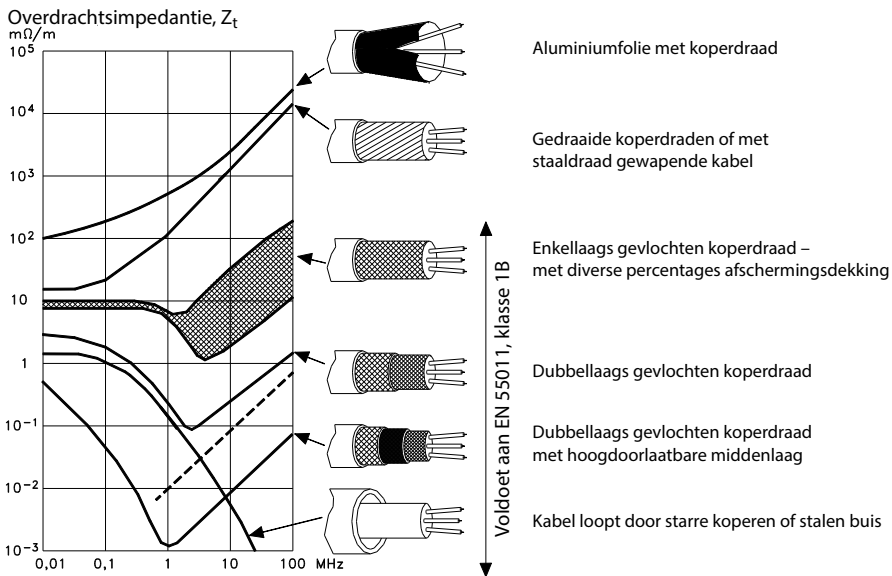 Overdrachtsimpedantie, Zt
mΩ/m
10⁵
10⁴
10³
10²
10
1
10⁻¹
10⁻²
10⁻³
0,01 0,1 1 10 100 MHz
Aluminiumfolie met koperdraad
Gedraaide koperdraden of met
staaldraad gewapende kabel
Enkellaags gevlochten koperdraad –
met diverse percentages afschermingsdekking
Dubbellaags gevlochten koperdraad
Dubbellaags gevlochten koperdraad
met hoogdoorlaatbare middenlaag
Kabel loopt door starre koperen of stalen buis
Voldoet aan EN 55011, klasse 1B